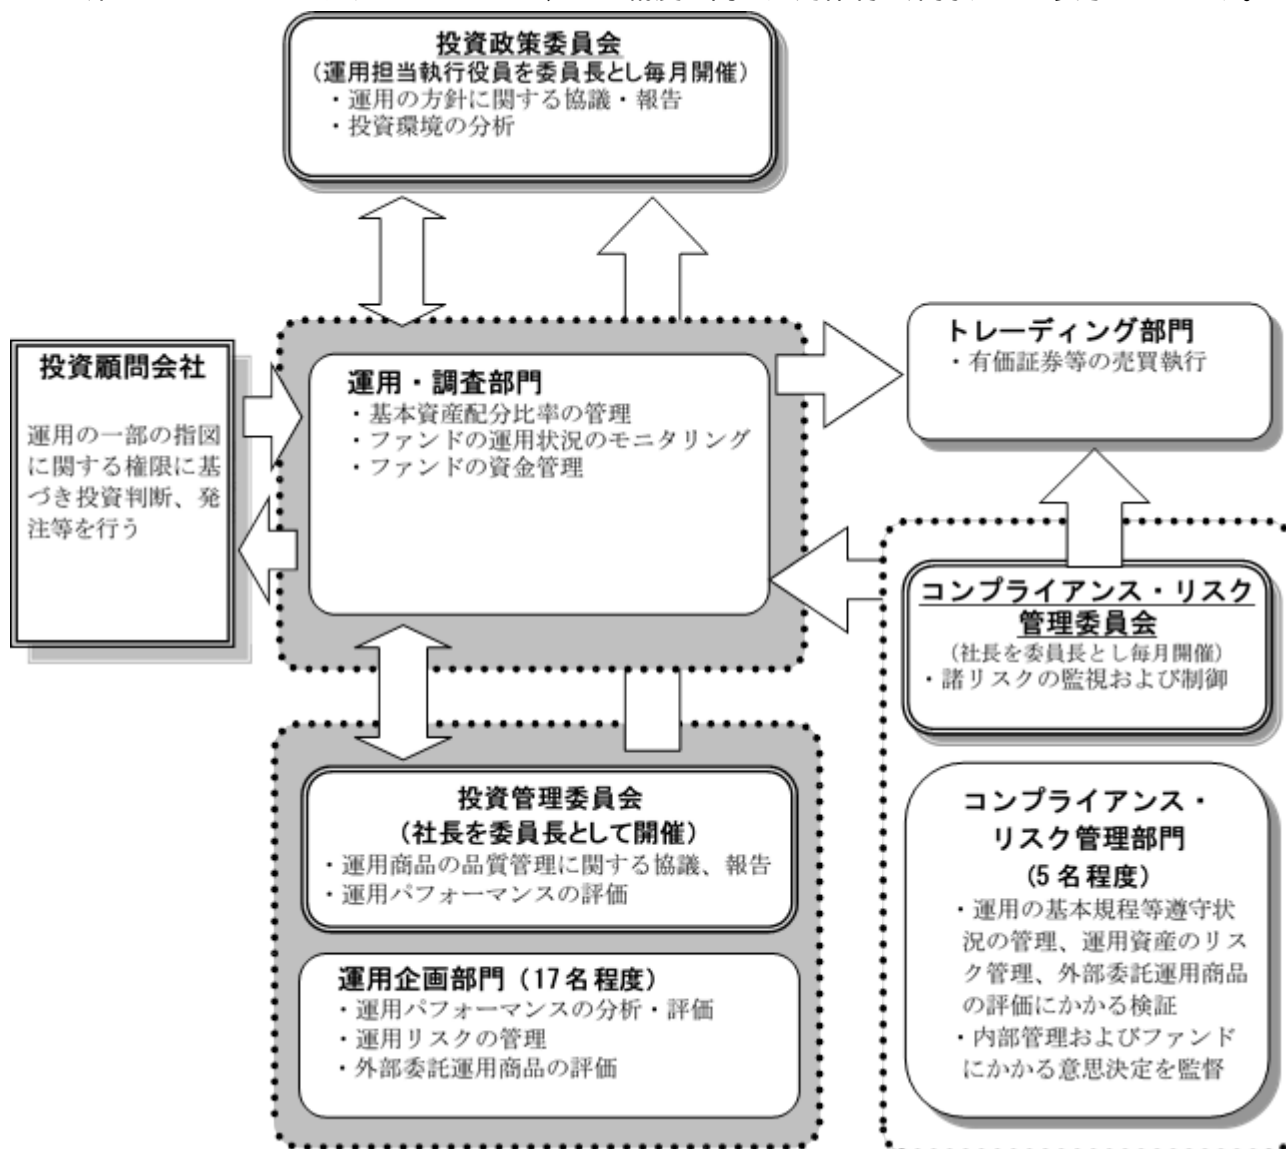 投資政策委員会
（運用担当執行役員を委員長とし毎月開催）
・運用の方針に関する協議・報告
・投資環境の分析
トレーディング部門
・有価証券等の売買執行
投資顧問会社
運用の一部の指図
に関する権限に基
づき投資判断、発
注等を行う
運用・調査部門
・基本資産配分比率の管理
・ファンドの運用状況のモニタリング
・ファンドの資金管理
コンプライアンス・リスク
管理委員会
（社長を委員長とし毎月開催）
・諸リスクの監視および制御
投資管理委員会
（社長を委員長として開催）
・運用商品の品質管理に関する協議、報告
・運用パフォーマンスの評価
運用企画部門（17名程度）
・運用パフォーマンスの分析・評価
・運用リスクの管理
・外部委託運用商品の評価
コンプライアンス・
リスク管理部門
（5名程度）
・運用の基本規程等遵守状
況の管理、運用資産のリス
ク管理、外部委託運用商品
の評価にかかる検証
・内部管理およびファンド
にかかる意思決定を監督